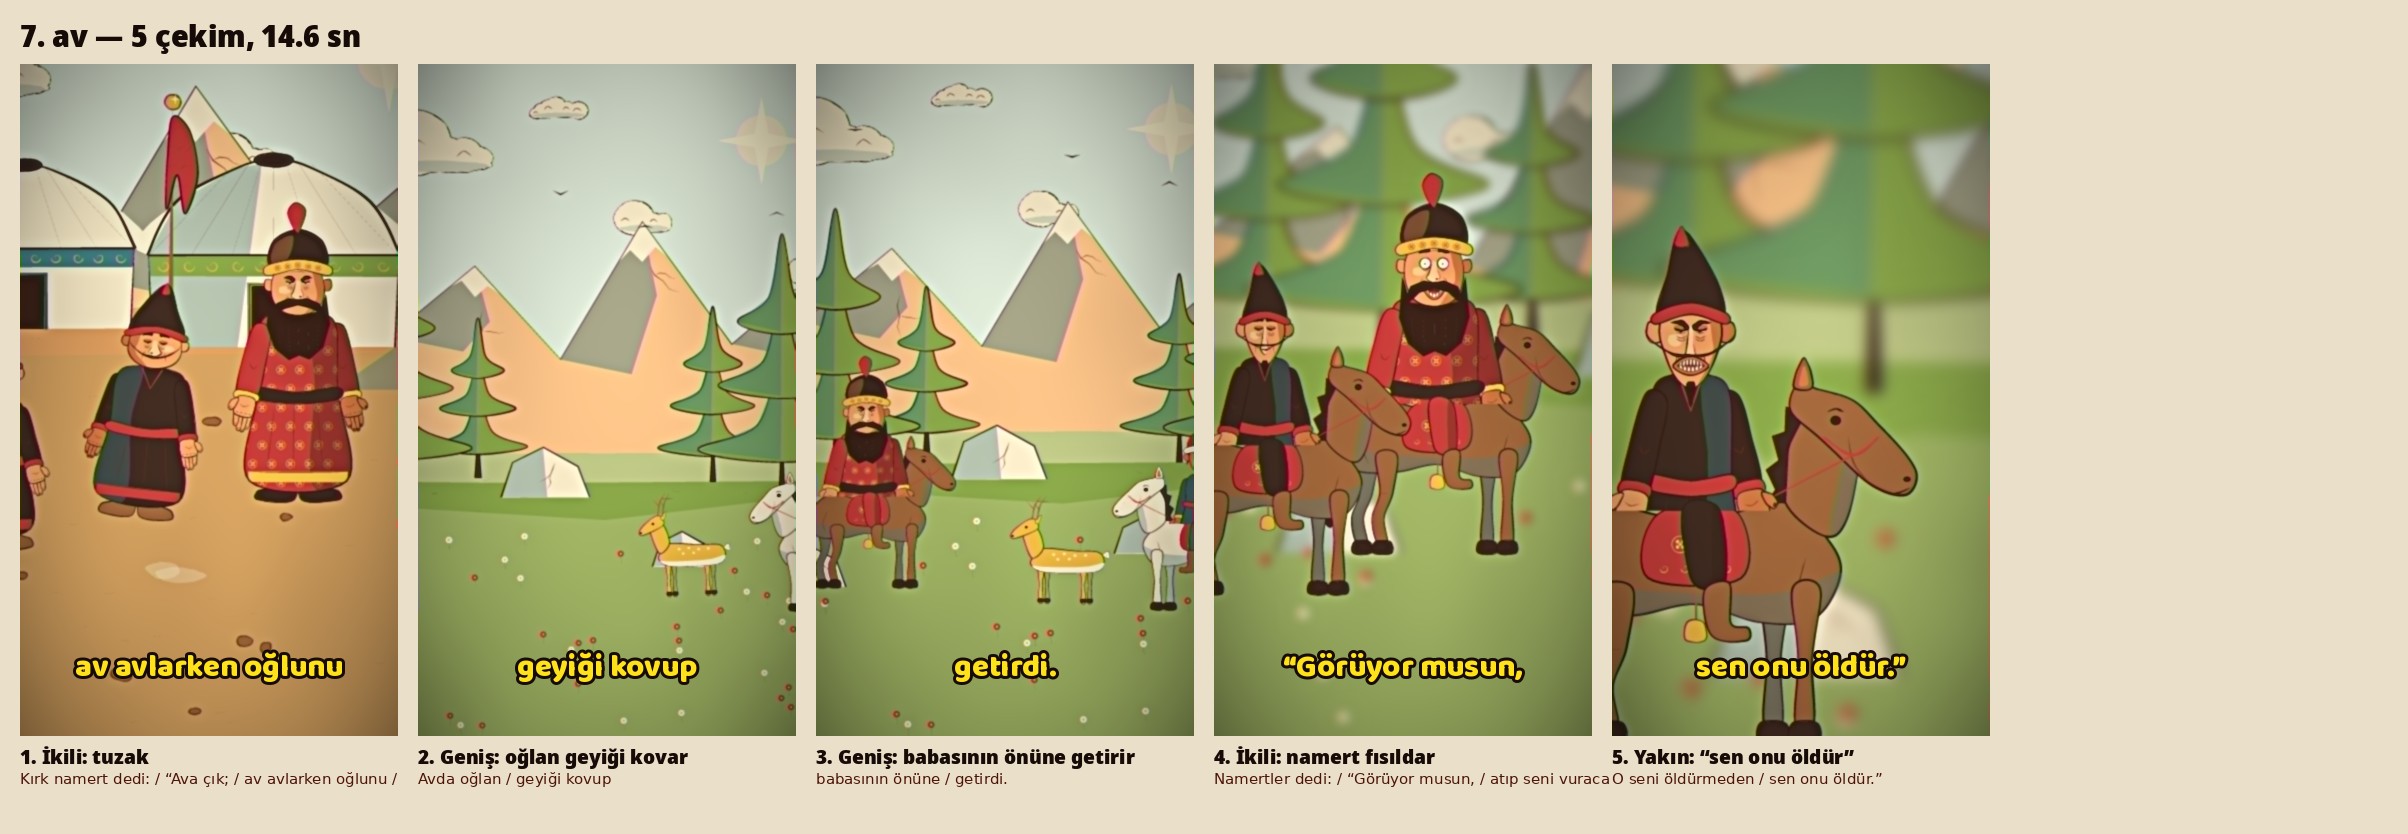 7. av — 5 çekim, 14.6 sn
av avlarken oğlunu
geyiği kovup
getirdi.
“Görüyor musun,
sen onu öldür.”
1. İkili: tuzak
Kırk namert dedi: / “Ava çık; / av avlarken oğlunu /
2. Geniş: oğlan geyiği kovar
Avda oğlan / geyiği kovup
3. Geniş: babasının önüne getirir
babasının önüne / getirdi.
4. İkili: namert fısıldar
Namertler dedi: / “Görüyor musun, / atıp seni vuraca
5. Yakın: “sen onu öldür”
O seni öldürmeden / sen onu öldür.”